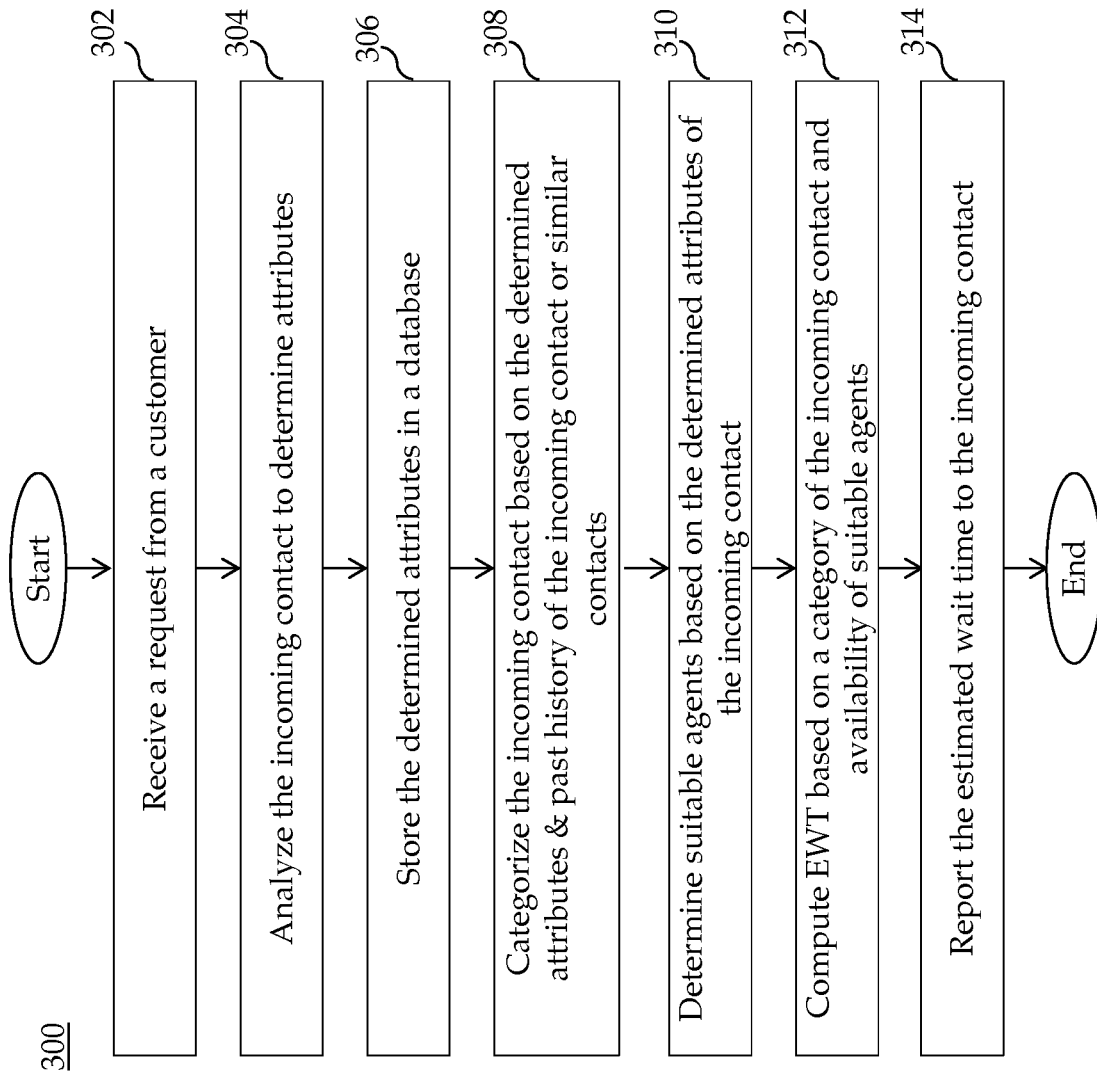 300
Start
Receive a request from a customer
302
Analyze the incoming contact to determine attributes
304
Store the determined attributes in a database
306
Categorize the incoming contact based on the determined
attributes & past history of the incoming contact or similar
contacts
308
Determine suitable agents based on the determined attributes of
the incoming contact
310
Compute EWT based on a category of the incoming contact and
availability of suitable agents
312
Report the estimated wait time to the incoming contact
314
End